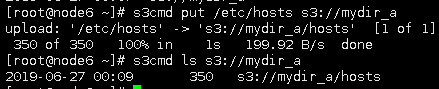 [root@node6 ~]# s3cmd put /etc/hosts s3://mydir_a
upload: '/etc/hosts' -> 's3://mydir_a/hosts'  [1 of 1]
 350 of 350   100% in    1s   199.92 B/s  done
[root@node6 ~]# s3cmd ls s3://mydir_a
2019-06-27 00:09       350   s3://mydir_a/hosts